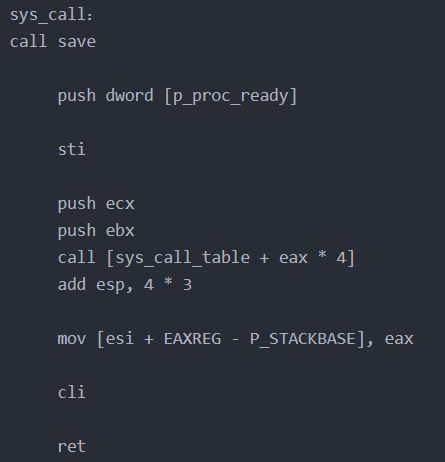 sys_call:
call save
push dword [p_proc_ready]
sti
push ecx
push ebx
call [sys_call_table + eax * 4]
add esp, 4 * 3
mov [esi + EAXREG - P_STACKBASE], eax
cli
ret